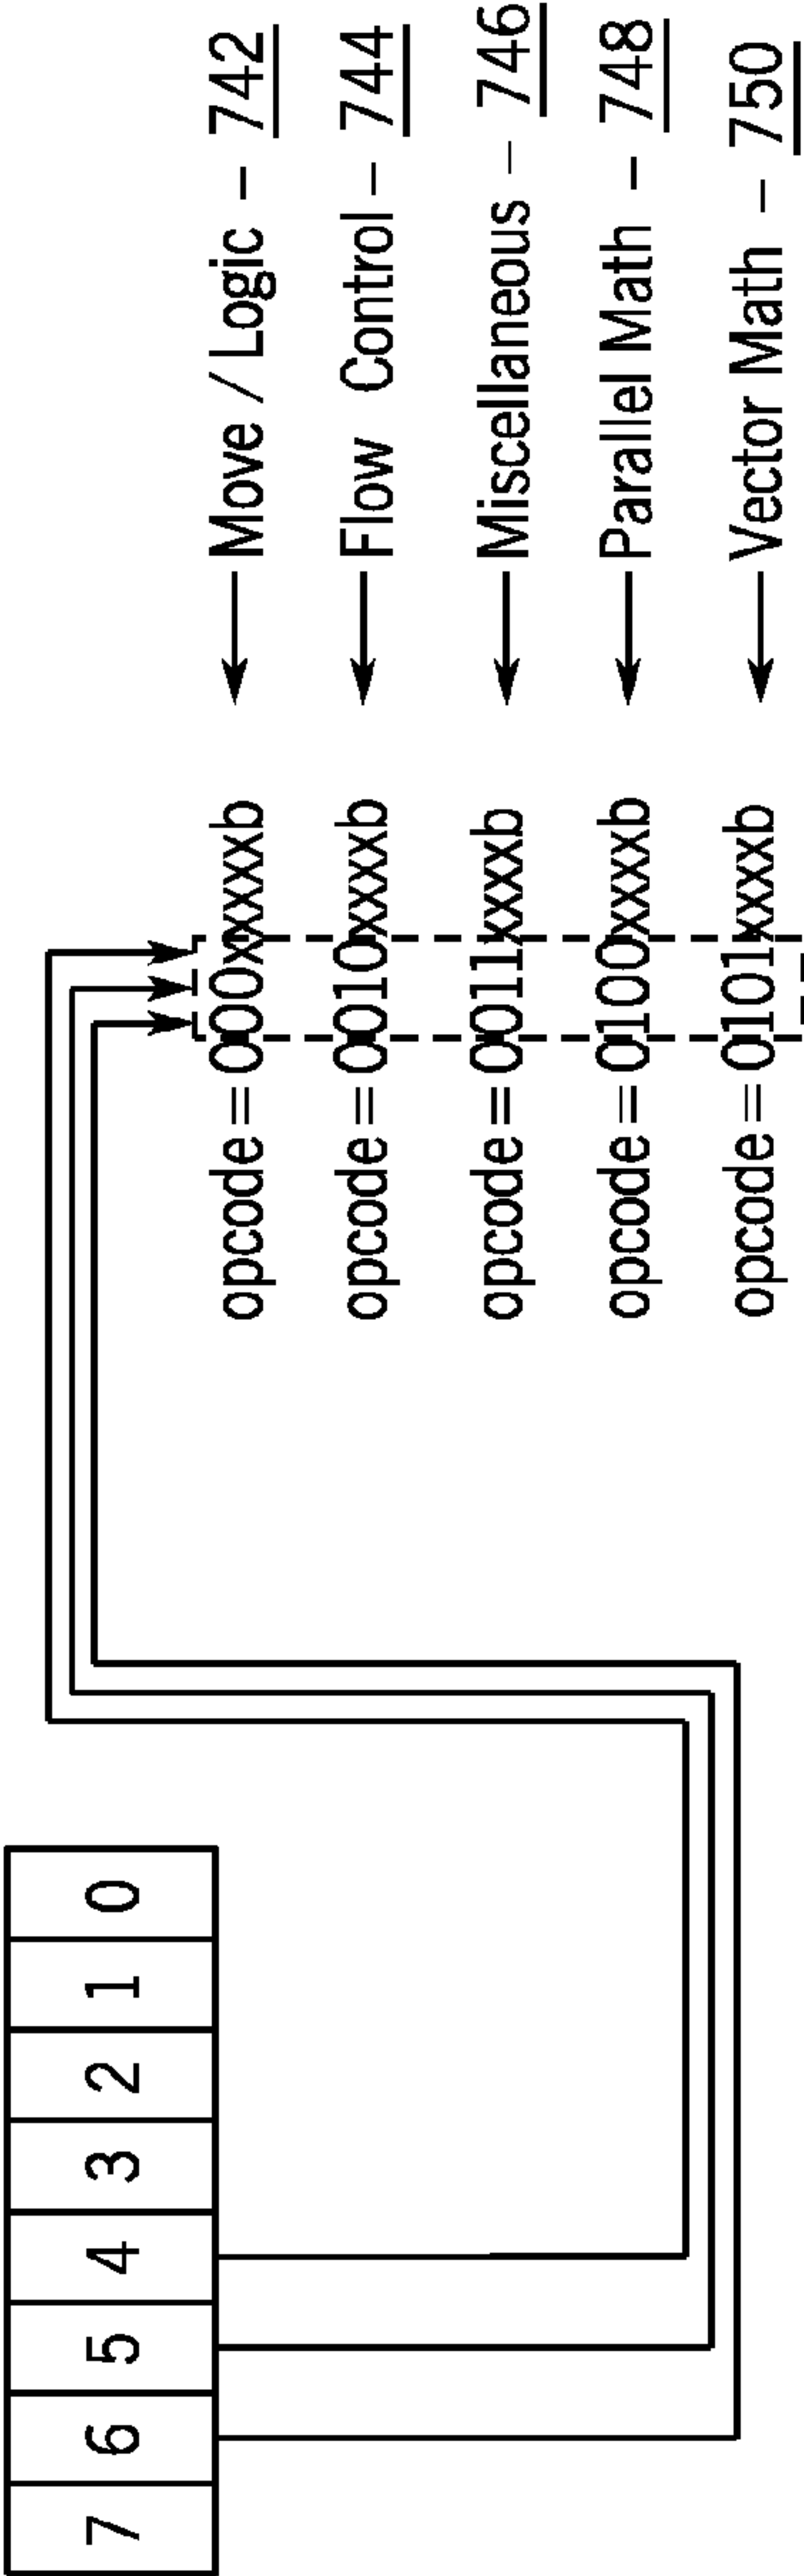 7 6 5 4 3 2 1 0
opcode=000xxxxxb ← Move / Logic – 742
opcode=0010xxxxb ← Flow Control – 744
opcode=0011xxxxb ← Miscellaneous – 746
opcode=0100xxxxb ← Parallel Math – 748
opcode=0101xxxxb ← Vector Math – 750